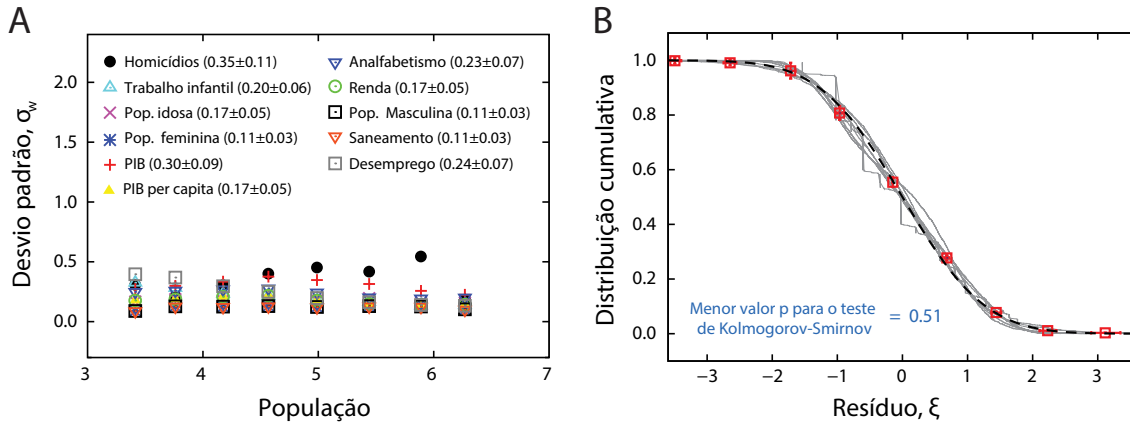 A
Desvio padrão, σw
2.0
1.5
1.0
0.5
0.0
Homicídios (0.35±0.11)
Trabalho infantil (0.20±0.06)
Pop. idosa (0.17±0.05)
Pop. feminina (0.11±0.03)
PIB (0.30±0.09)
PIB per capita (0.17±0.05)
Analfabetismo (0.23±0.07)
Renda (0.17±0.05)
Pop. Masculina (0.11±0.03)
Saneamento (0.11±0.03)
Desemprego (0.24±0.07)
3 4 5 6 7
População
B
Distribuição cumulativa
1.0
0.8
0.6
0.4
0.2
0.0
Menor valor p para o teste
de Kolmogorov-Smirnov = 0.51
−3 −2 −1 0 1 2 3
Resíduo, ξ